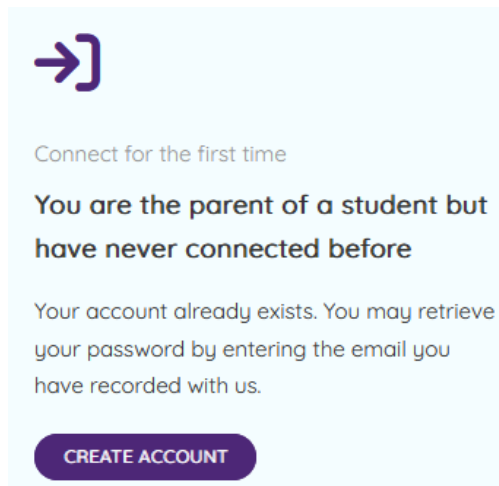 Connect for the first time
You are the parent of a student but
have never connected before
Your account already exists. You may retrieve
your password by entering the email you
have recorded with us.
CREATE ACCOUNT